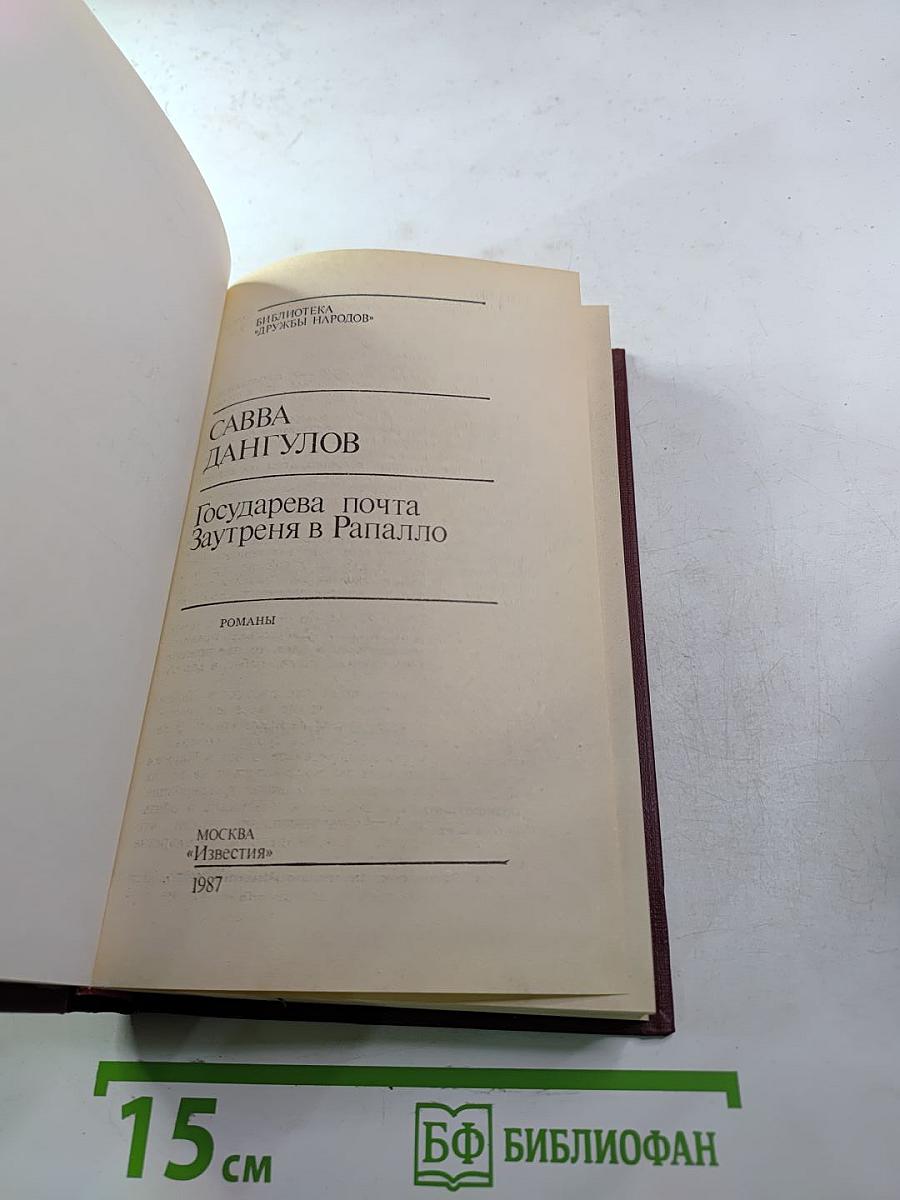 БИБЛИОТЕКА
«ДРУЖБЫ НАРОДОВ»
САВВА
ДАНГУЛОВ
Государева почта
Заутреня в Рапалло
РОМАНЫ
МОСКВА
«Известия»
1987
15 см
БФ БИБЛИОФАН